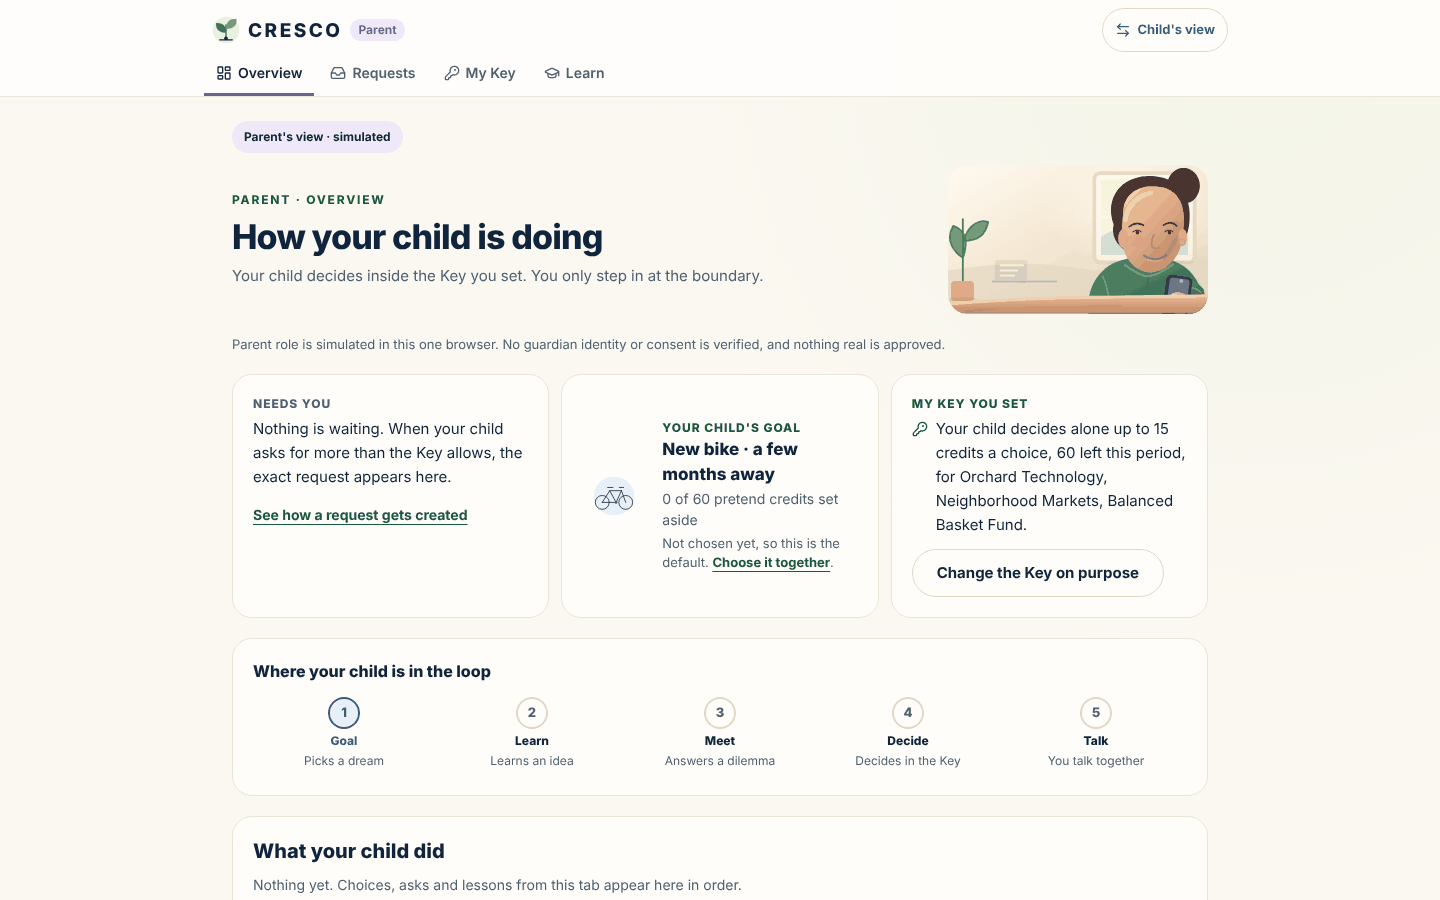 CRESCO
Parent
Child's view
Overview
Requests
My Key
Learn
Parent's view · simulated
PARENT · OVERVIEW
How your child is doing
Your child decides inside the Key you set. You only step in at the boundary.
Parent role is simulated in this one browser. No guardian identity or consent is verified, and nothing real is approved.
NEEDS YOU
Nothing is waiting. When your child
asks for more than the Key allows, the
exact request appears here.
See how a request gets created
YOUR CHILD'S GOAL
New bike · a few
months away
0 of 60 pretend credits set
aside
Not chosen yet, so this is the
default. Choose it together.
MY KEY YOU SET
Your child decides alone up to 15
credits a choice, 60 left this period,
for Orchard Technology,
Neighborhood Markets, Balanced
Basket Fund.
Change the Key on purpose
Where your child is in the loop
1
Goal
Picks a dream
2
Learn
Learns an idea
3
Meet
Answers a dilemma
4
Decide
Decides in the Key
5
Talk
You talk together
What your child did
Nothing yet. Choices, asks and lessons from this tab appear here in order.